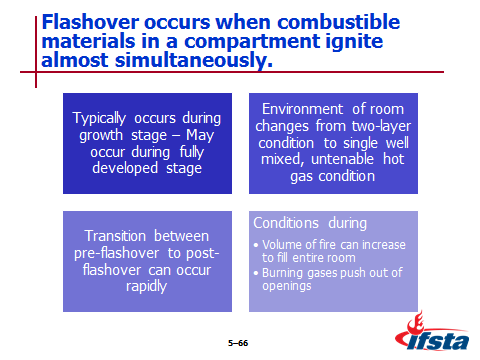 Flashover occurs when combustible
materials in a compartment ignite
almost simultaneously.
Typically occurs during
growth stage – May
occur during fully
developed stage
Environment of room
changes from two-layer
condition to single well
mixed, untenable hot
gas condition
Transition between
pre-flashover to post-
flashover can occur
rapidly
Conditions during
• Volume of fire can increase
to fill entire room
• Burning gases push out of
openings
5–66
ifsta